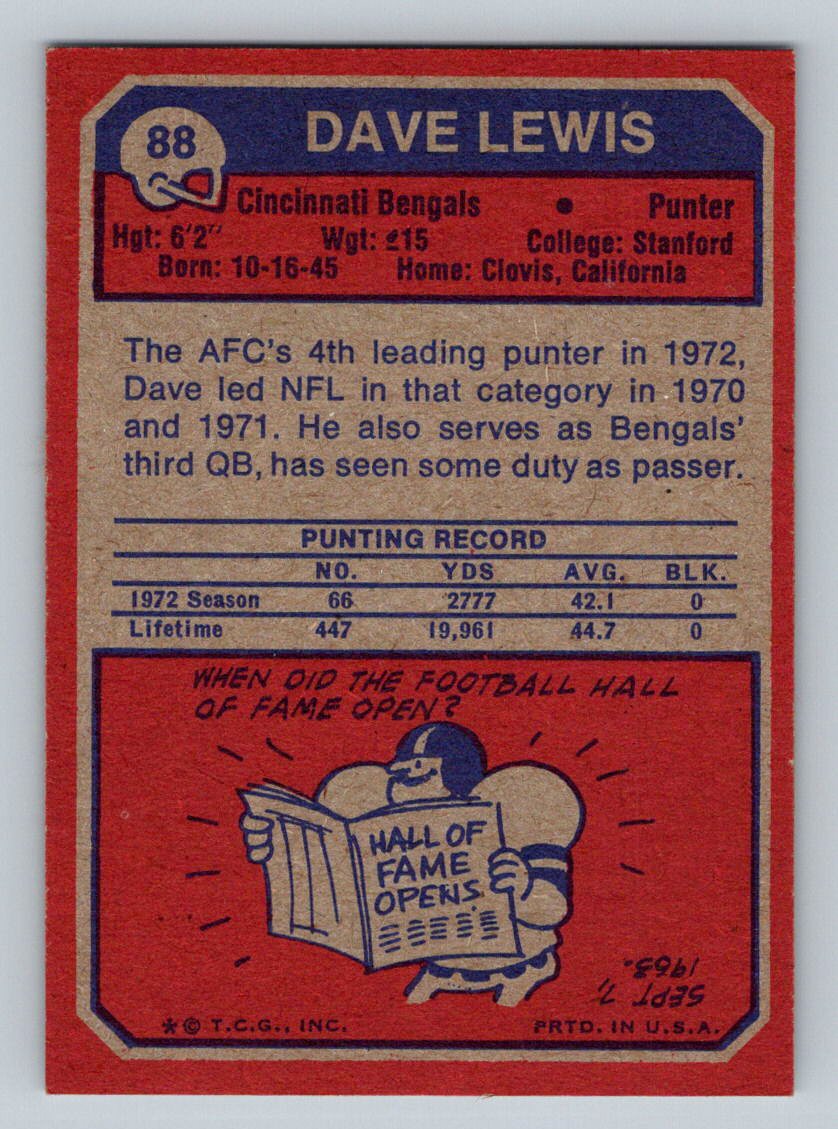 88
DAVE LEWIS
Cincinnati Bengals • Punter
Hgt: 6'2" Wgt: 215 College: Stanford
Born: 10-16-45 Home: Clovis, California
The AFC's 4th leading punter in 1972,
Dave led NFL in that category in 1970
and 1971. He also serves as Bengals'
third QB, has seen some duty as passer.
PUNTING RECORD
NO. YDS AVG. BLK.
1972 Season 66 2777 42.1 0
Lifetime 447 19,961 44.7 0
WHEN DID THE FOOTBALL HALL
OF FAME OPEN?
HALL OF
FAME
OPENS
SEPT 7,
1963.
*© T.C.G., INC. PRTD. IN U.S.A.